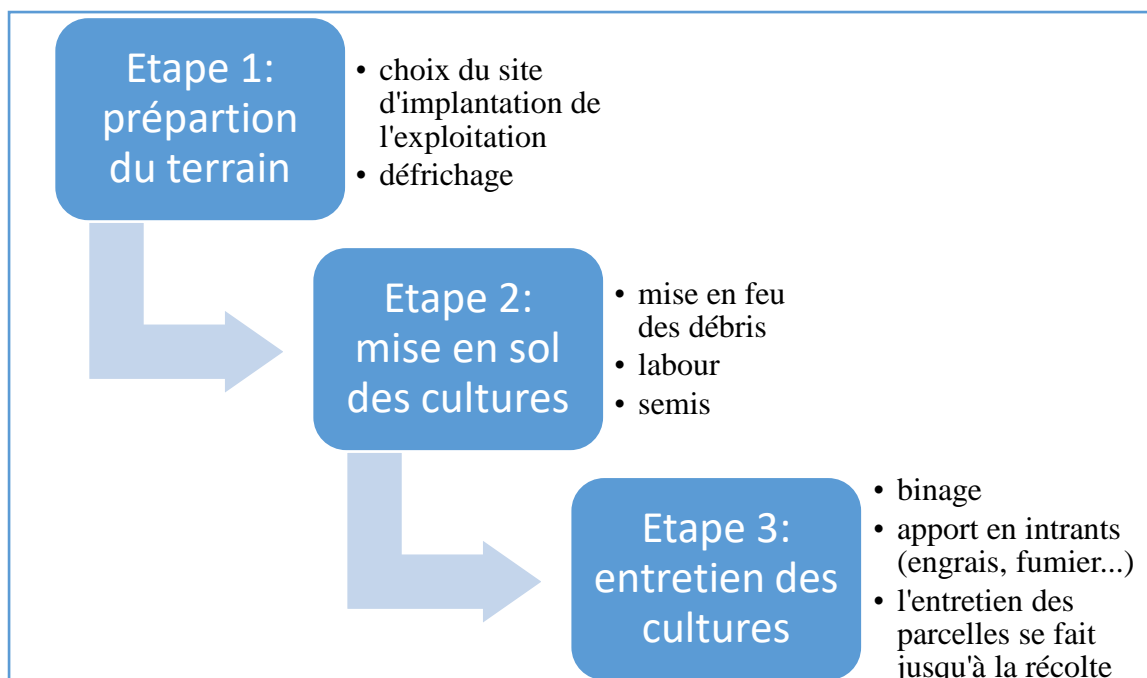 Etape 1:
prépartion
du terrain
• choix du site
d'implantation de
l'exploitation
• défrichage
Etape 2:
mise en sol
des cultures
• mise en feu
des débris
• labour
• semis
Etape 3:
entretien des
cultures
• binage
• apport en intrants
(engrais, fumier...)
• l'entretien des
parcelles se fait
jusqu'à la récolte